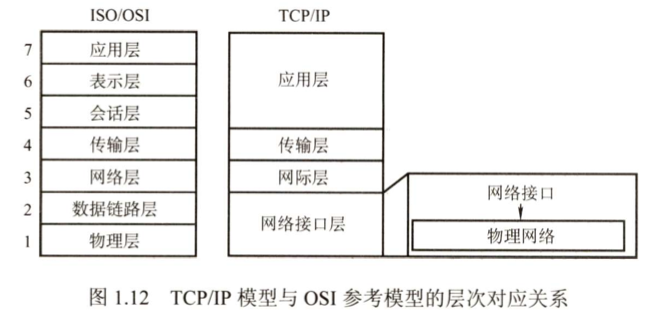 ISO/OSI
TCP/IP
7
应用层
6
表示层
5
会话层
4
传输层
3
网络层
2
数据链路层
1
物理层
应用层
传输层
网际层
网络接口层
网络接口
物理网络
图 1.12 TCP/IP 模型与 OSI 参考模型的层次对应关系